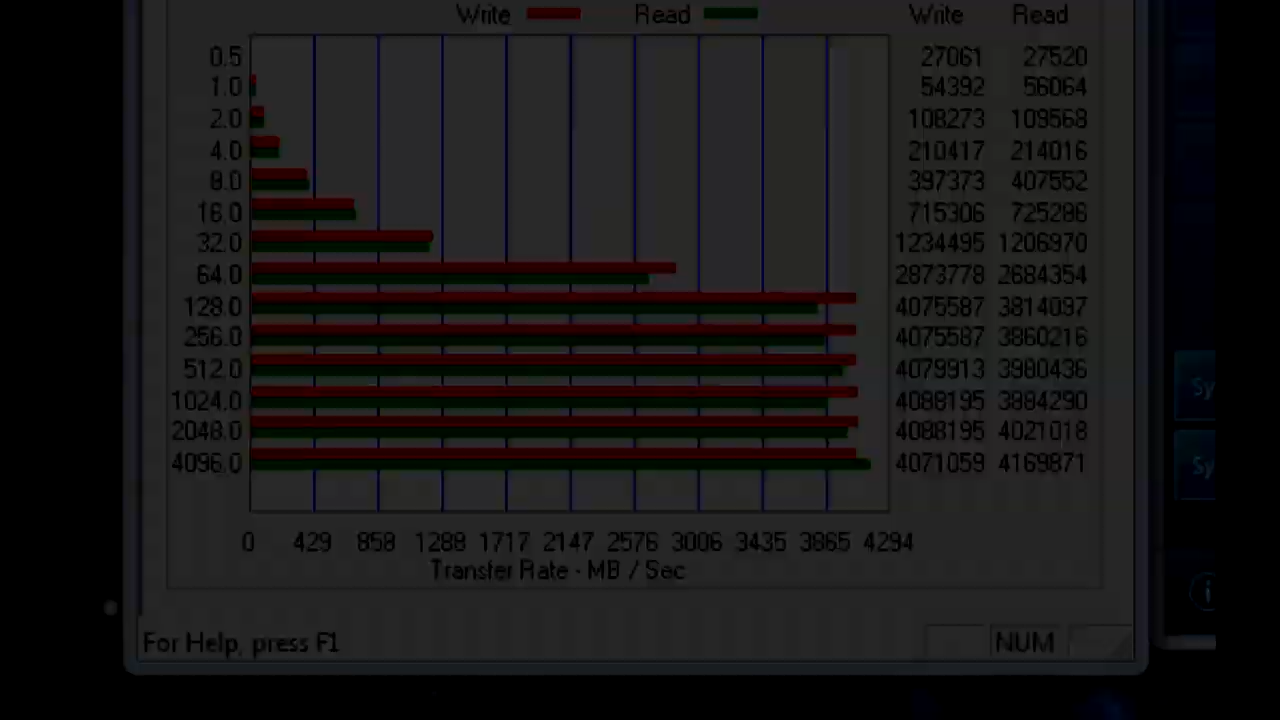 Write Read Write Read
0.5 27061 27520
1.0 54392 56064
2.0 108273 109568
4.0 210417 214016
8.0 397373 407552
16.0 715306 725286
32.0 1234495 1206970
64.0 2873778 2684354
128.0 4075587 3814097
256.0 4075587 3860216
512.0 4079913 3980436
1024.0 4088195 3884290
2048.0 4088195 4021018
4096.0 4071059 4169871
0 429 858 1288 1717 2147 2576 3006 3435 3865 4294
Transfer Rate - MB / Sec
For Help, press F1 NUM
Sy
Sy
i